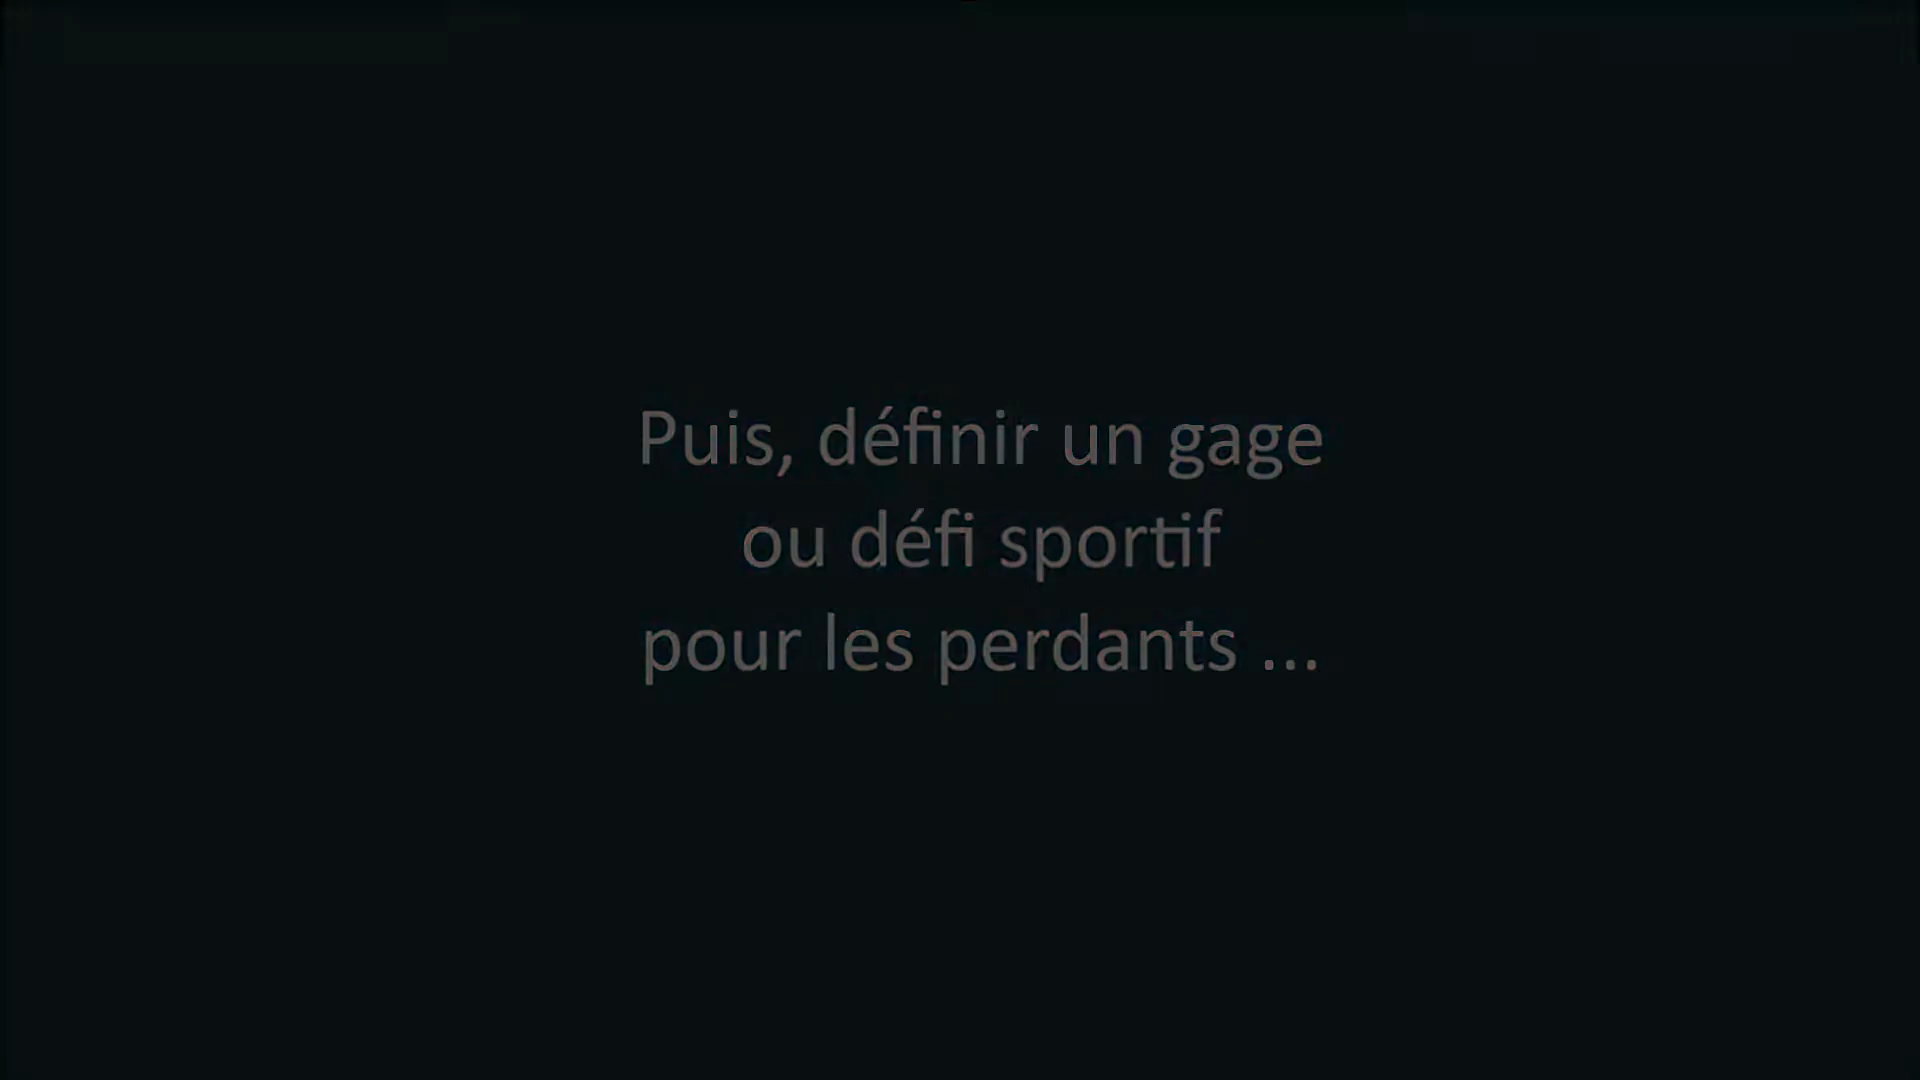 Puis, définir un gage
ou défi sportif
pour les perdants ...